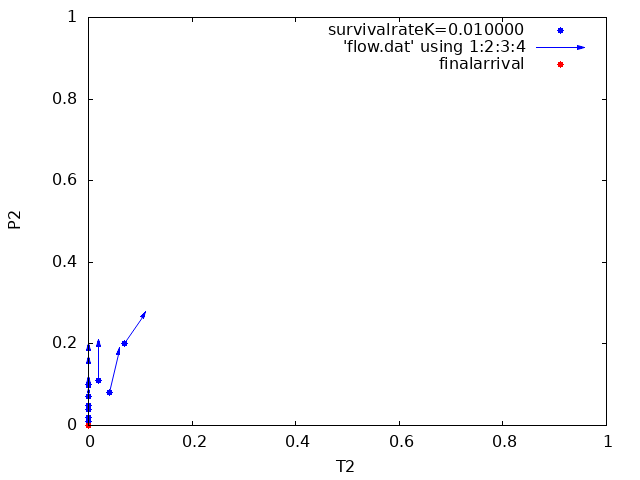 survivalrateK=0.010000
'flow.dat' using 1:2:3:4
finalarrival
1
0.8
0.6
0.4
0.2
0
P2
0 0.2 0.4 0.6 0.8 1
T2